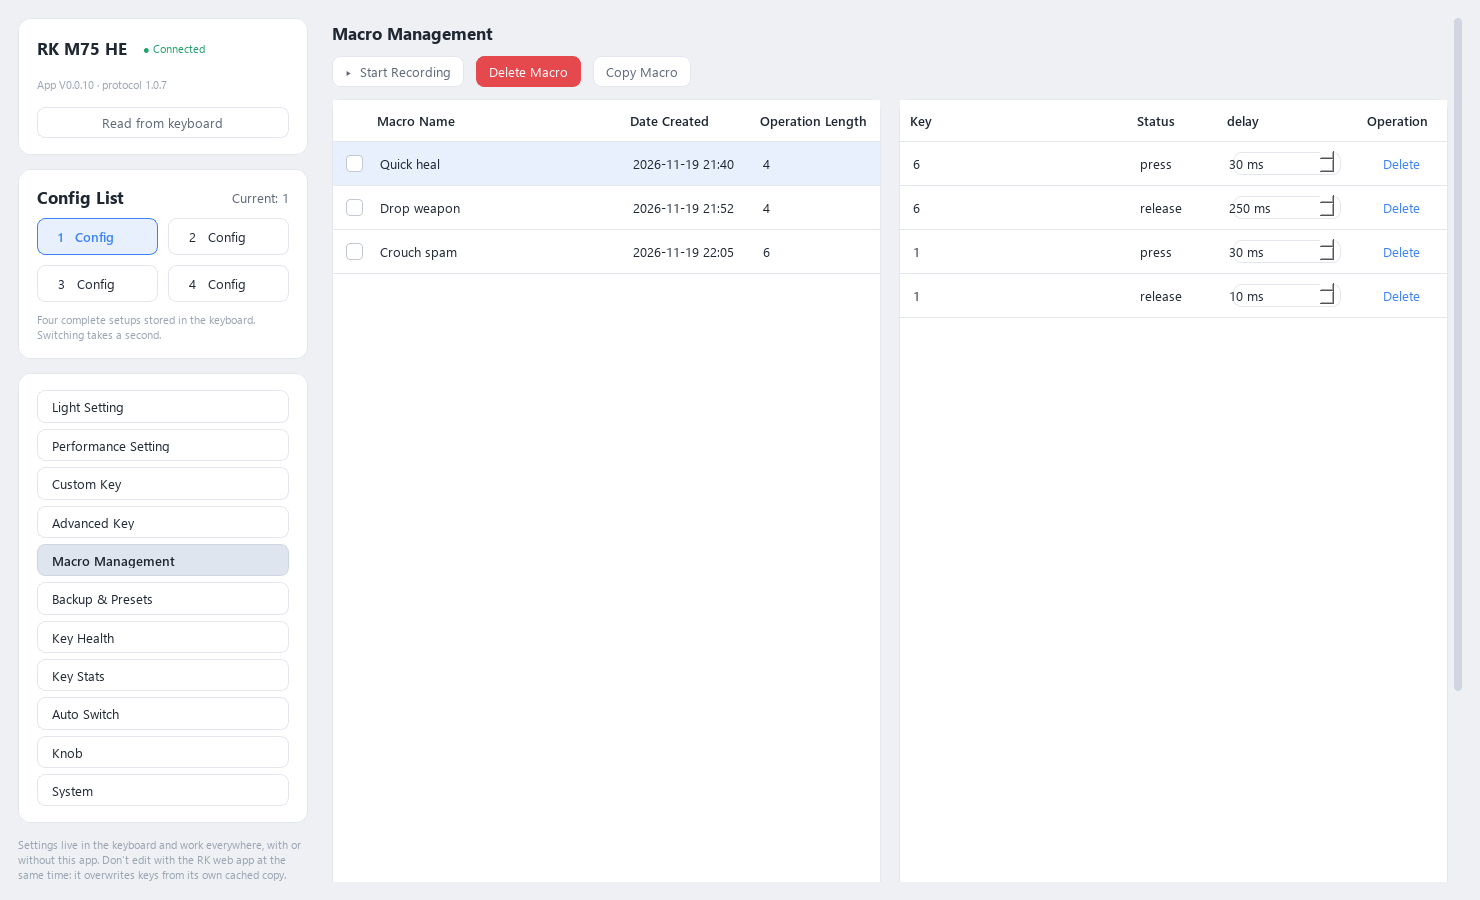 RK M75 HE
● Connected
App V0.0.10 · protocol 1.0.7
Read from keyboard
Config List
Current: 1
1 Config
2 Config
3 Config
4 Config
Four complete setups stored in the keyboard.
Switching takes a second.
Light Setting
Performance Setting
Custom Key
Advanced Key
Macro Management
Backup & Presets
Key Health
Key Stats
Auto Switch
Knob
System
Settings live in the keyboard and work everywhere, with or
without this app. Don't edit with the RK web app at the
same time: it overwrites keys from its own cached copy.
Macro Management
▸ Start Recording
Delete Macro
Copy Macro
Macro Name Date Created Operation Length
Quick heal 2026-11-19 21:40 4
Drop weapon 2026-11-19 21:52 4
Crouch spam 2026-11-19 22:05 6
Key Status delay Operation
6 press 30 ms Delete
6 release 250 ms Delete
1 press 30 ms Delete
1 release 10 ms Delete